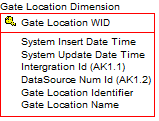 Gate Location Dimension
Gate Location WID
System Insert Date Time
System Update Date Time
Intergration Id (AK1.1)
DataSource Num Id (AK1.2)
Gate Location Identifier
Gate Location Name